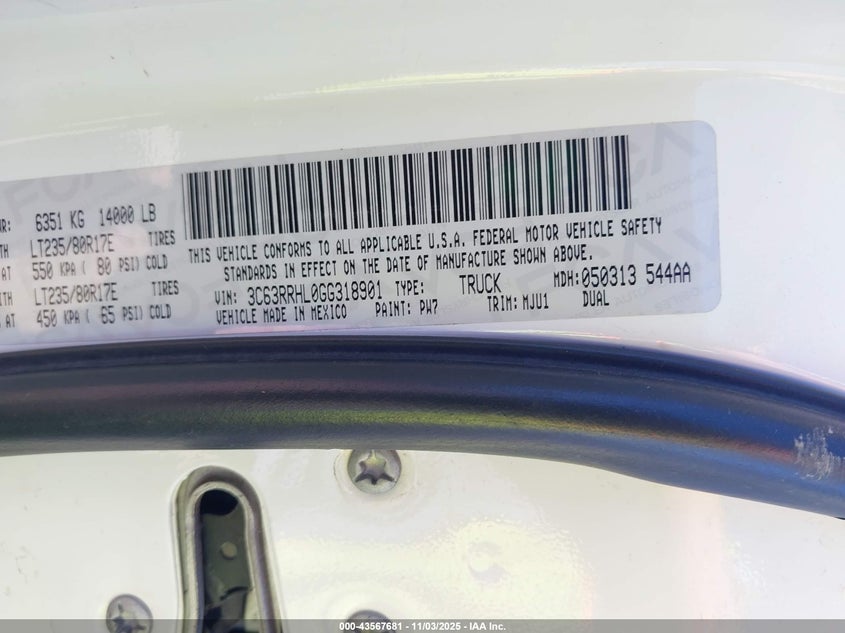 R: 6351 KG 14000 LB
TH LT235/80R17E TIRES
AT 550 KPA ( 80 PSI) COLD
ITH LT235/80R17E TIRES
S AT 450 KPA ( 65 PSI) COLD
THIS VEHICLE CONFORMS TO ALL APPLICABLE U.S.A. FEDERAL MOTOR VEHICLE SAFETY
STANDARDS IN EFFECT ON THE DATE OF MANUFACTURE SHOWN ABOVE.
VIN: 3C63RRHL0GG318901 TYPE: TRUCK MDH: 050313 544AA
VEHICLE MADE IN MEXICO PAINT: PW7 TRIM: MJU1 DUAL
000-43567681 - 11/03/2025 - IAA Inc.